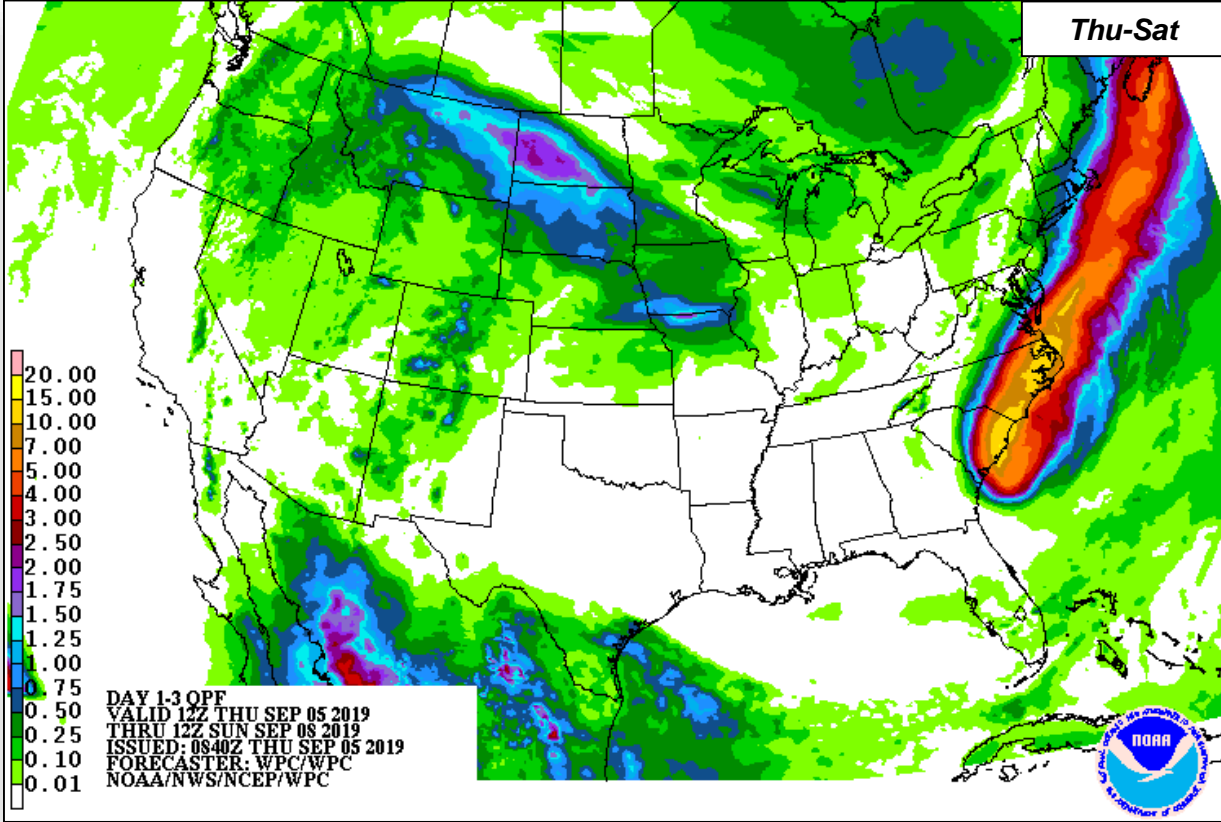 Thu-Sat
20.00
15.00
10.00
7.00
5.00
4.00
3.00
2.50
2.00
1.75
1.50
1.25
1.00
0.75
0.50
0.25
0.10
0.01
DAY 1-3 QPF
VALID 12Z THU SEP 05 2019
THRU 12Z SUN SEP 08 2019
ISSUED: 0840Z THU SEP 05 2019
FORECASTER: WPC/WPC
NOAA/NWS/NCEP/WPC
NOAA